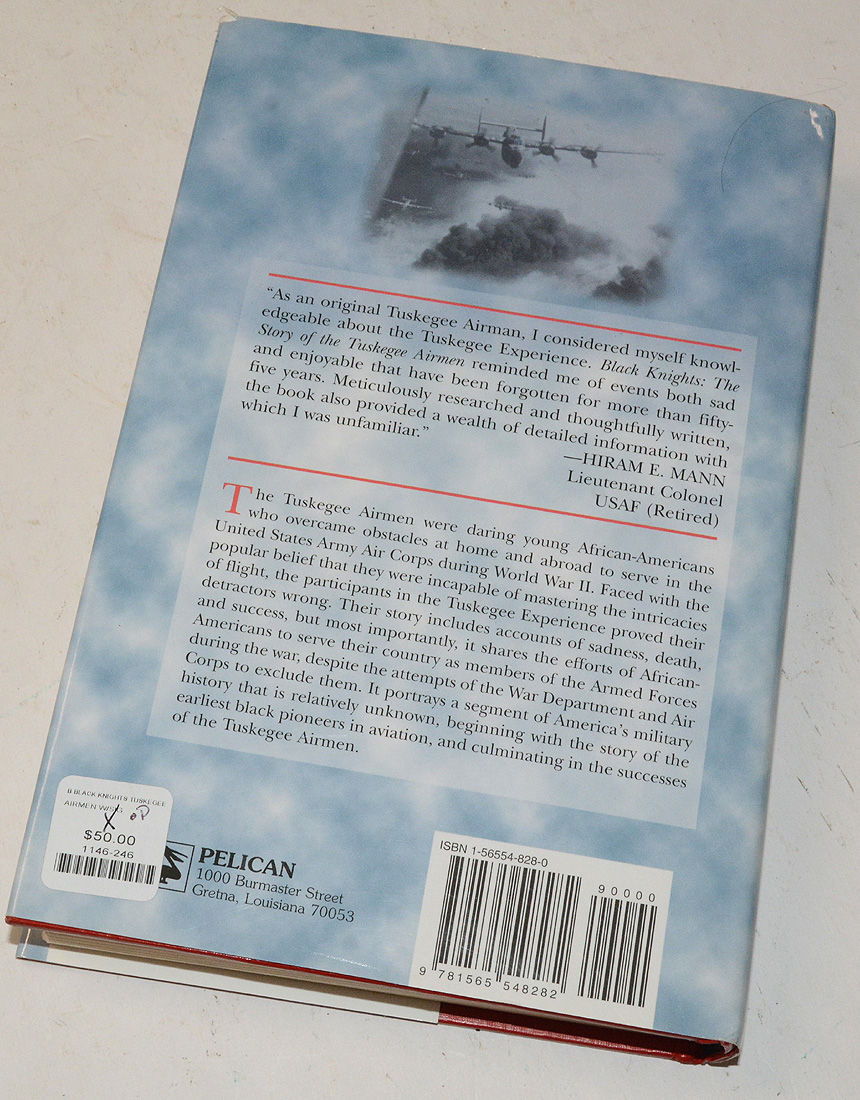 “As an original Tuskegee Airman, I considered myself knowl-
edgeable about the Tuskegee Experience. Black Knights: The
Story of the Tuskegee Airmen reminded me of events both sad
and enjoyable that have been forgotten for more than fifty-
five years. Meticulously researched and thoughtfully written,
the book also provided a wealth of detailed information with
which I was unfamiliar.”
—HIRAM E. MANN
Lieutenant Colonel
USAF (Retired)
The Tuskegee Airmen were daring young African-Americans
who overcame obstacles at home and abroad to serve in the
United States Army Air Corps during World War II. Faced with the
popular belief that they were incapable of mastering the intricacies
of flight, the participants in the Tuskegee Experience proved their
detractors wrong. Their story includes accounts of sadness, death,
and success, but most importantly, it shares the efforts of African-
Americans to serve their country as members of the Armed Forces
during the war, despite the attempts of the War Department and Air
Corps to exclude them. It portrays a segment of America’s military
history that is relatively unknown, beginning with the story of the
earliest black pioneers in aviation, and culminating in the successes
of the Tuskegee Airmen.
B BLACK KNIGHTS TUSKEGEE
AIRMEN
$50.00
1146-246
PELICAN
1000 Burmaster Street
Gretna, Louisiana 70053
ISBN 1-56554-828-0
90000
9 781565 548282